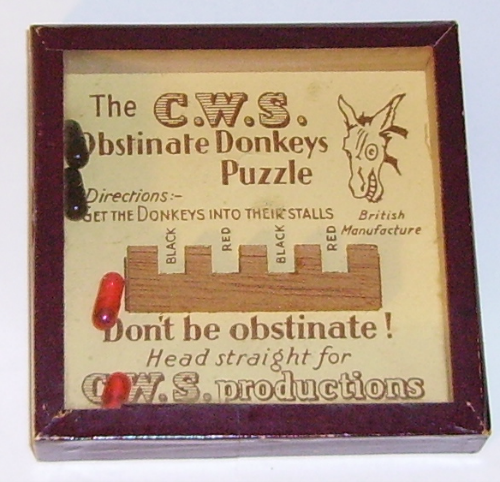 The C.W.S.
Obstinate Donkeys
Puzzle
Directions:-
GET THE DONKEYS INTO THEIR STALLS
British
Manufacture
BLACK
RED
BLACK
RED
Don't be obstinate!
Head straight for
C.W.S. productions